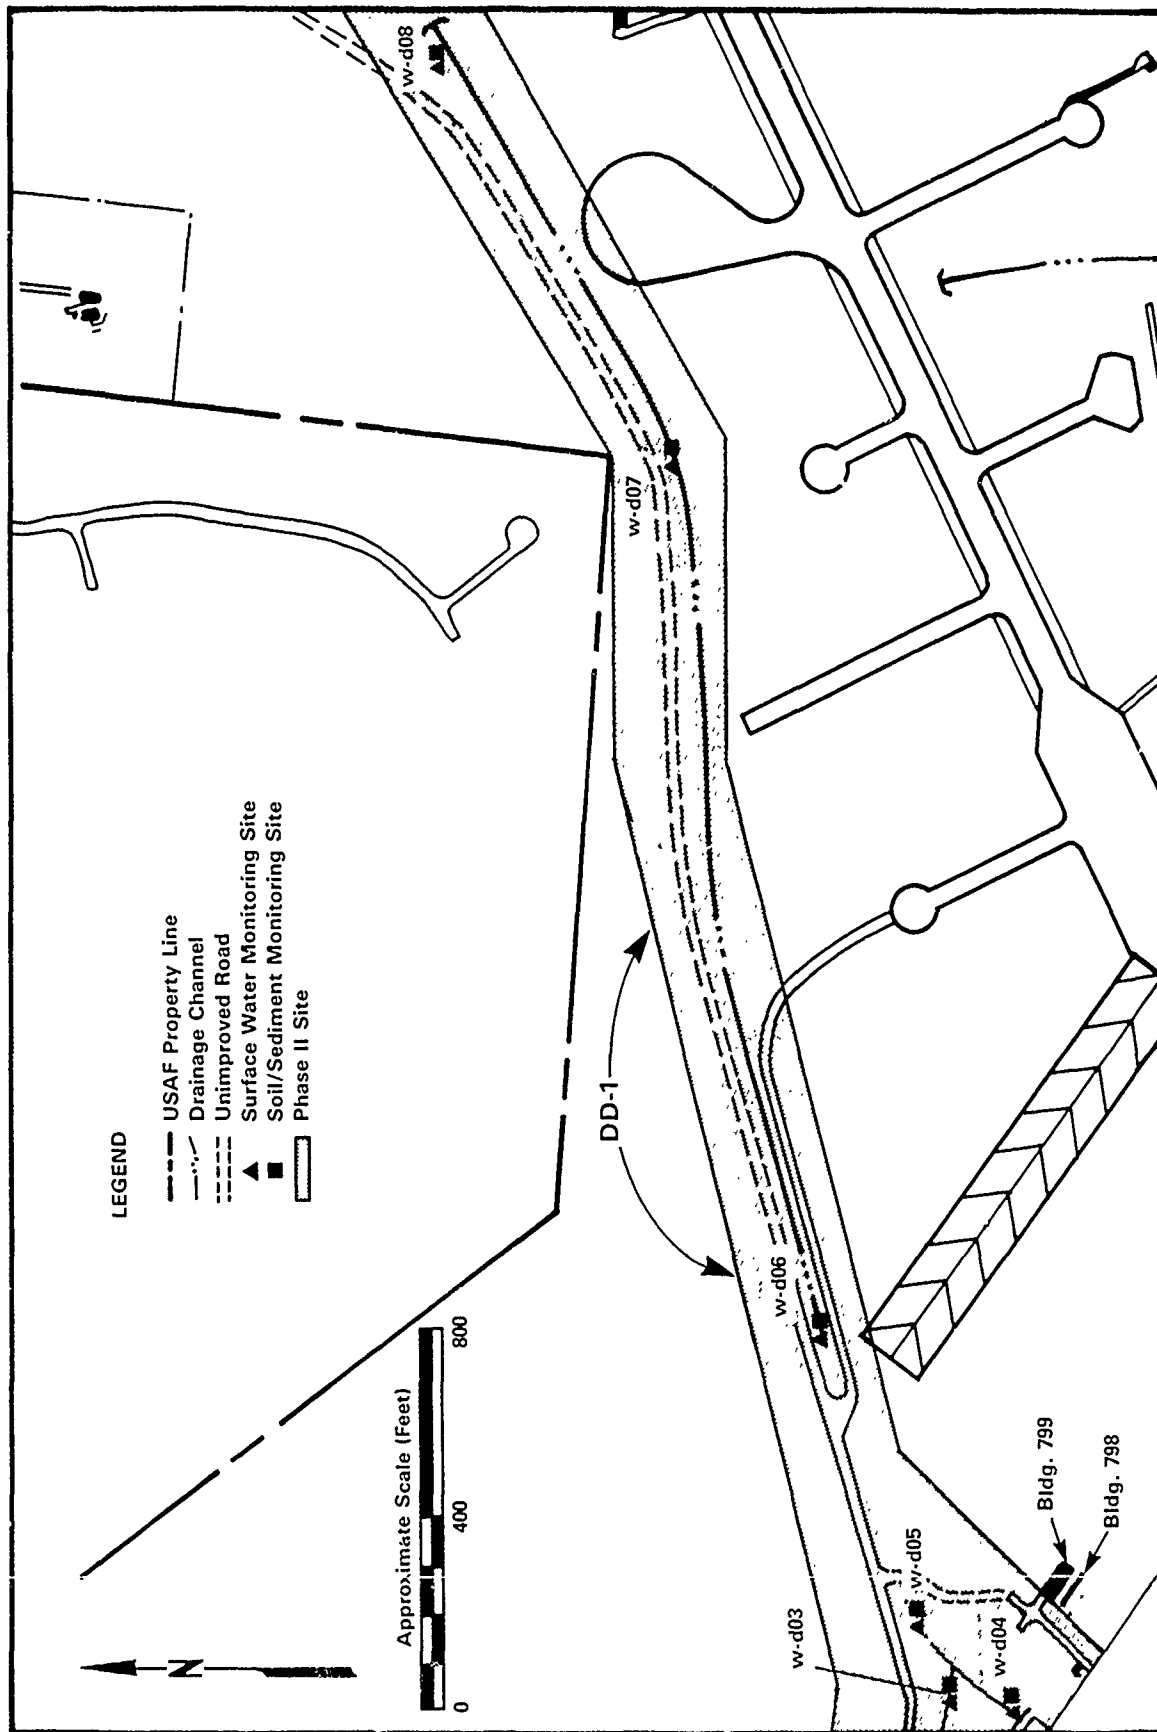 LEGEND
USAF Property Line
Drainage Channel
Unimproved Road
Surface Water Monitoring Site
Soil/Sediment Monitoring Site
Phase II Site
N
Approximate Scale (Feet)
0 400 800
DD-1
w-d08
w-d07
w-d06
w-d05
w-d03
w-d04
Bldg. 799
Bldg. 798